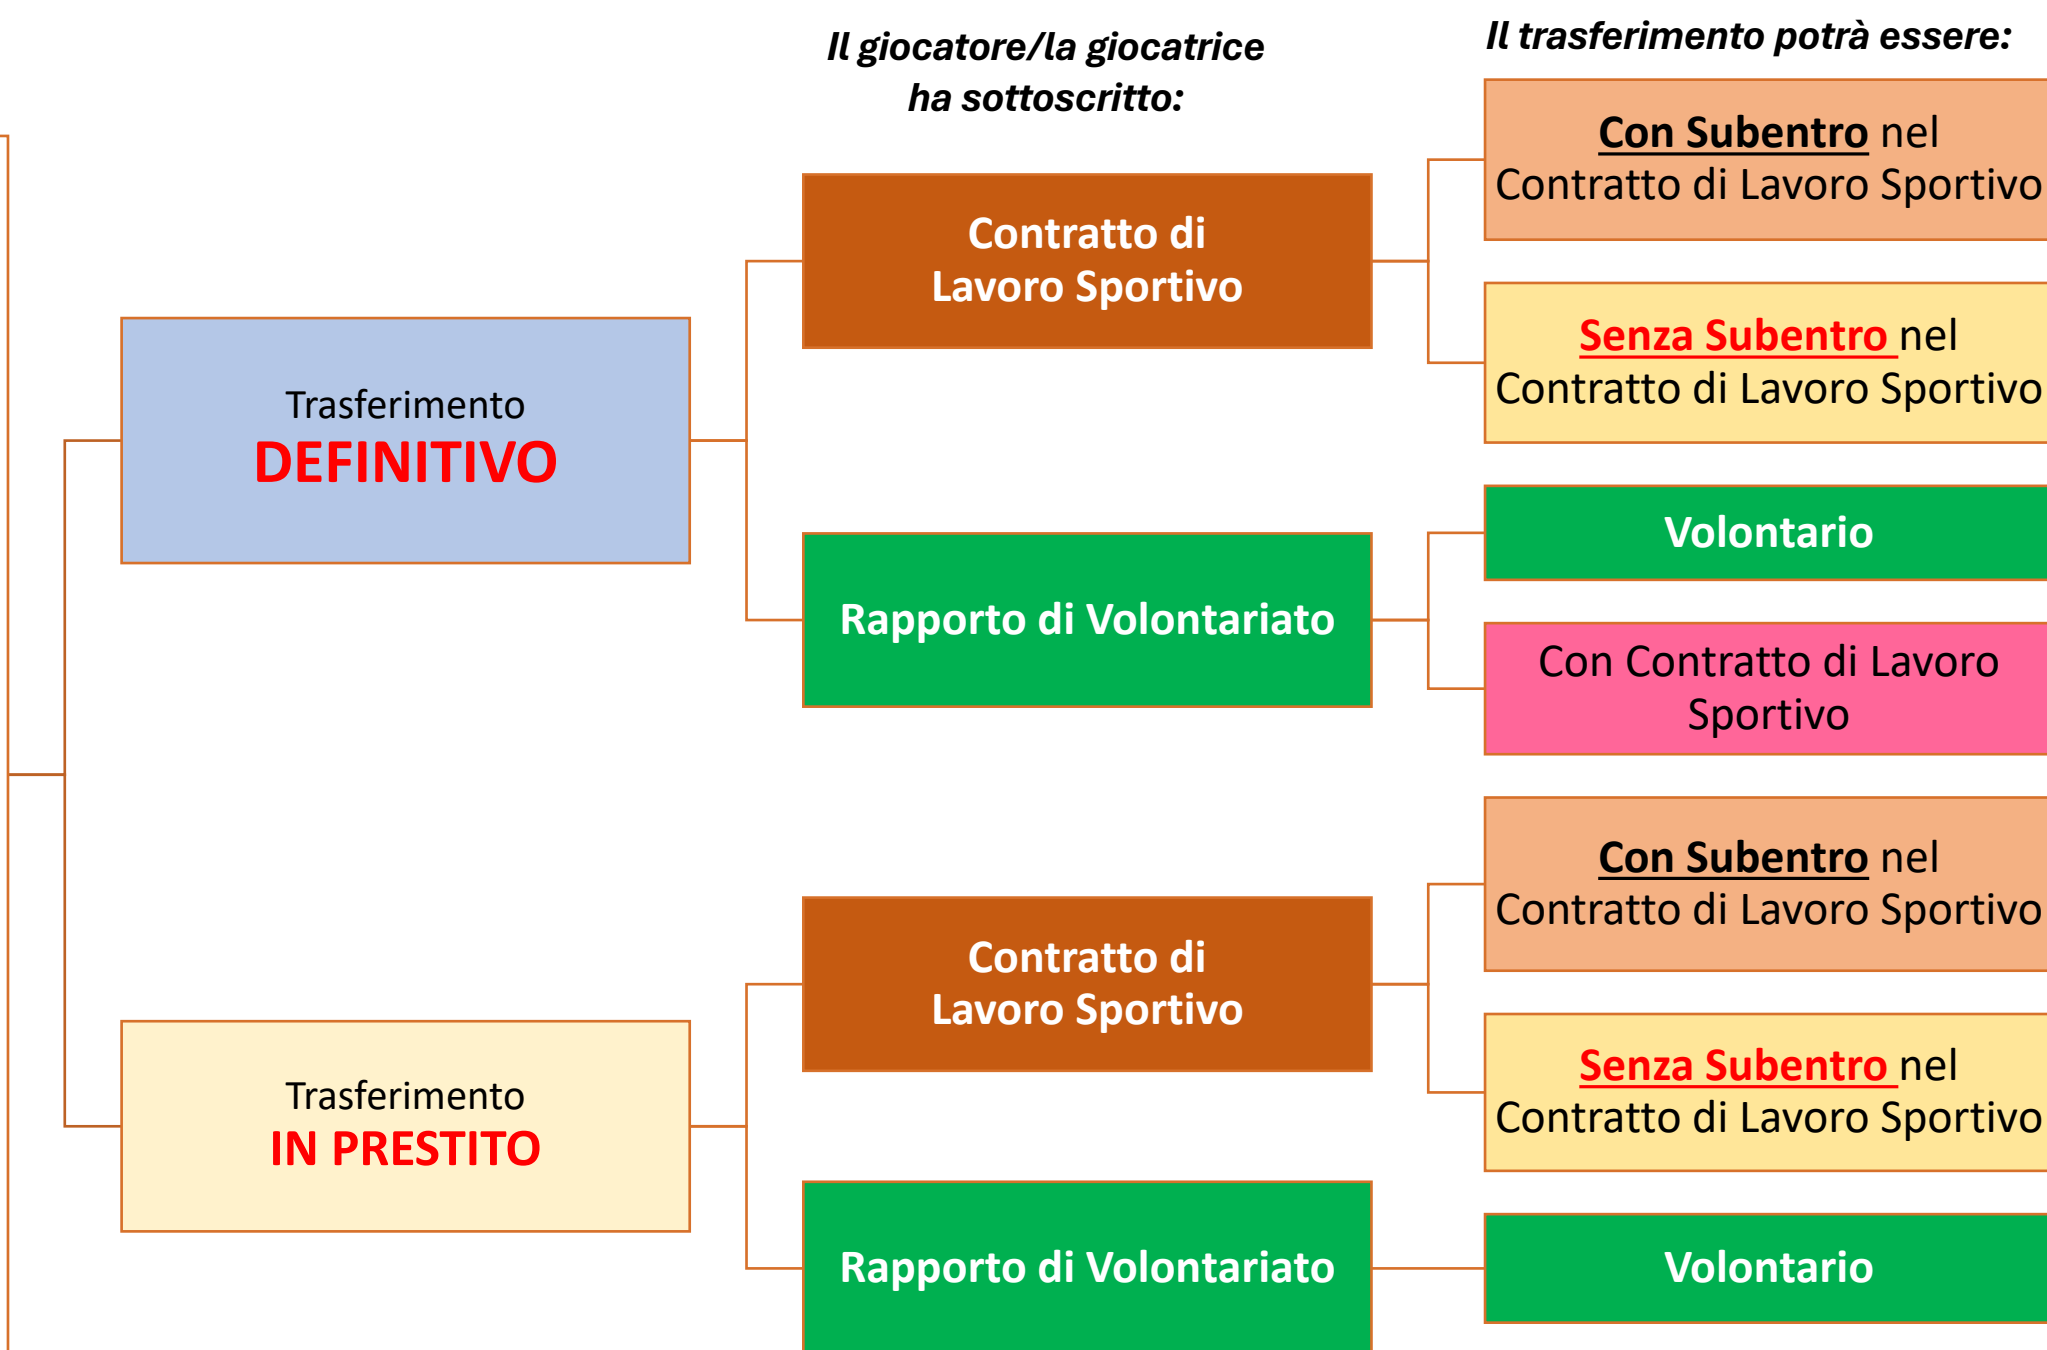 Il giocatore/la giocatrice
ha sottoscritto:
Il trasferimento potrà essere:
Trasferimento
DEFINITIVO
Contratto di
Lavoro Sportivo
Con Subentro nel
Contratto di Lavoro Sportivo
Senza Subentro nel
Contratto di Lavoro Sportivo
Rapporto di Volontariato
Volontario
Con Contratto di Lavoro
Sportivo
Trasferimento
IN PRESTITO
Contratto di
Lavoro Sportivo
Con Subentro nel
Contratto di Lavoro Sportivo
Senza Subentro nel
Contratto di Lavoro Sportivo
Rapporto di Volontariato
Volontario